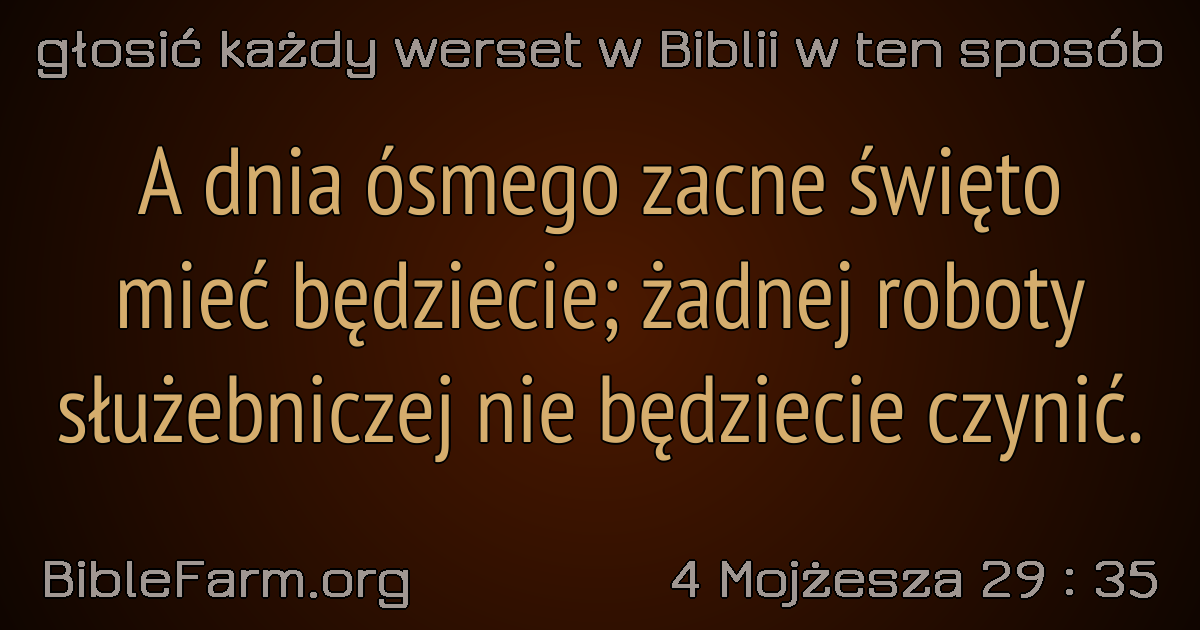 głosić każdy werset w Biblii w ten sposób
A dnia ósmego zacne święto
mieć będziecie; żadnej roboty
służebniczej nie będziecie czynić.
BibleFarm.org
4 Mojżesza 29 : 35